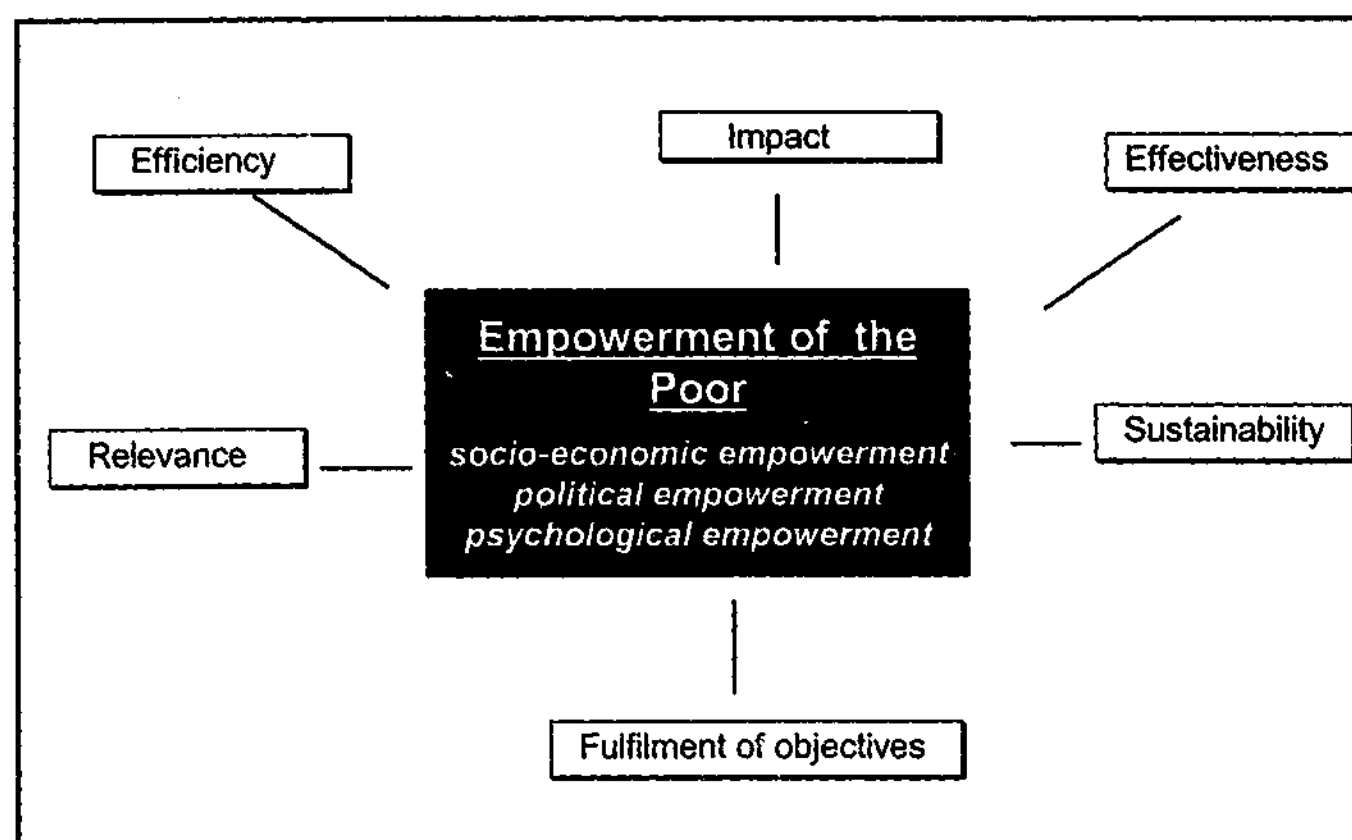 Impact
Efficiency
Effectiveness
Empowerment of the
Poor
socio-economic empowerment
political empowerment
psychological empowerment
Relevance
Sustainability
Fulfilment of objectives